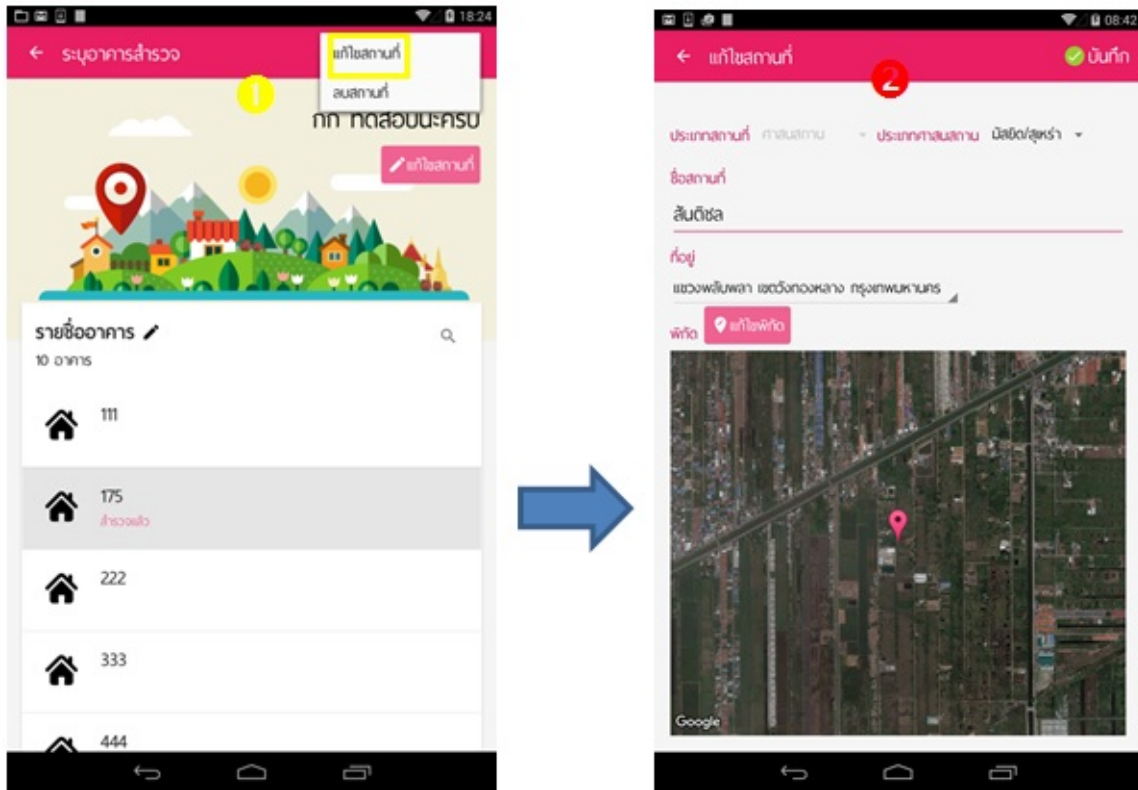 18:24
ระบุอาคารสำรวจ
แก้ไขสถานที่
ลบสถานที่
1
กก ทดสอบนะครับ
แก้ไขสถานที่
รายชื่ออาคาร
10 อาคาร
111
175
สำรวจแล้ว
222
333
444
08:42
แก้ไขสถานที่
บันทึก
2
ประเภทสถานที่ ศาสนสถาน ประเภทศาสนสถาน มัสยิด/สุเหร่า
ชื่อสถานที่
สันติชล
ที่อยู่
แขวงพลับพลา เขตวังทองหลาง กรุงเทพมหานคร
พิกัด แก้ไขพิกัด
Google